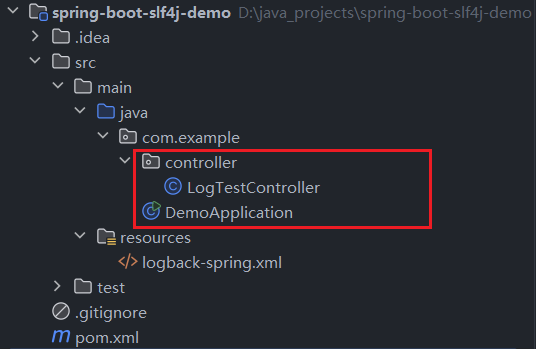 spring-boot-slf4j-demo D:\java_projects\spring-boot-slf4j-demo
.idea
src
main
java
com.example
controller
LogTestController
DemoApplication
resources
logback-spring.xml
test
.gitignore
pom.xml